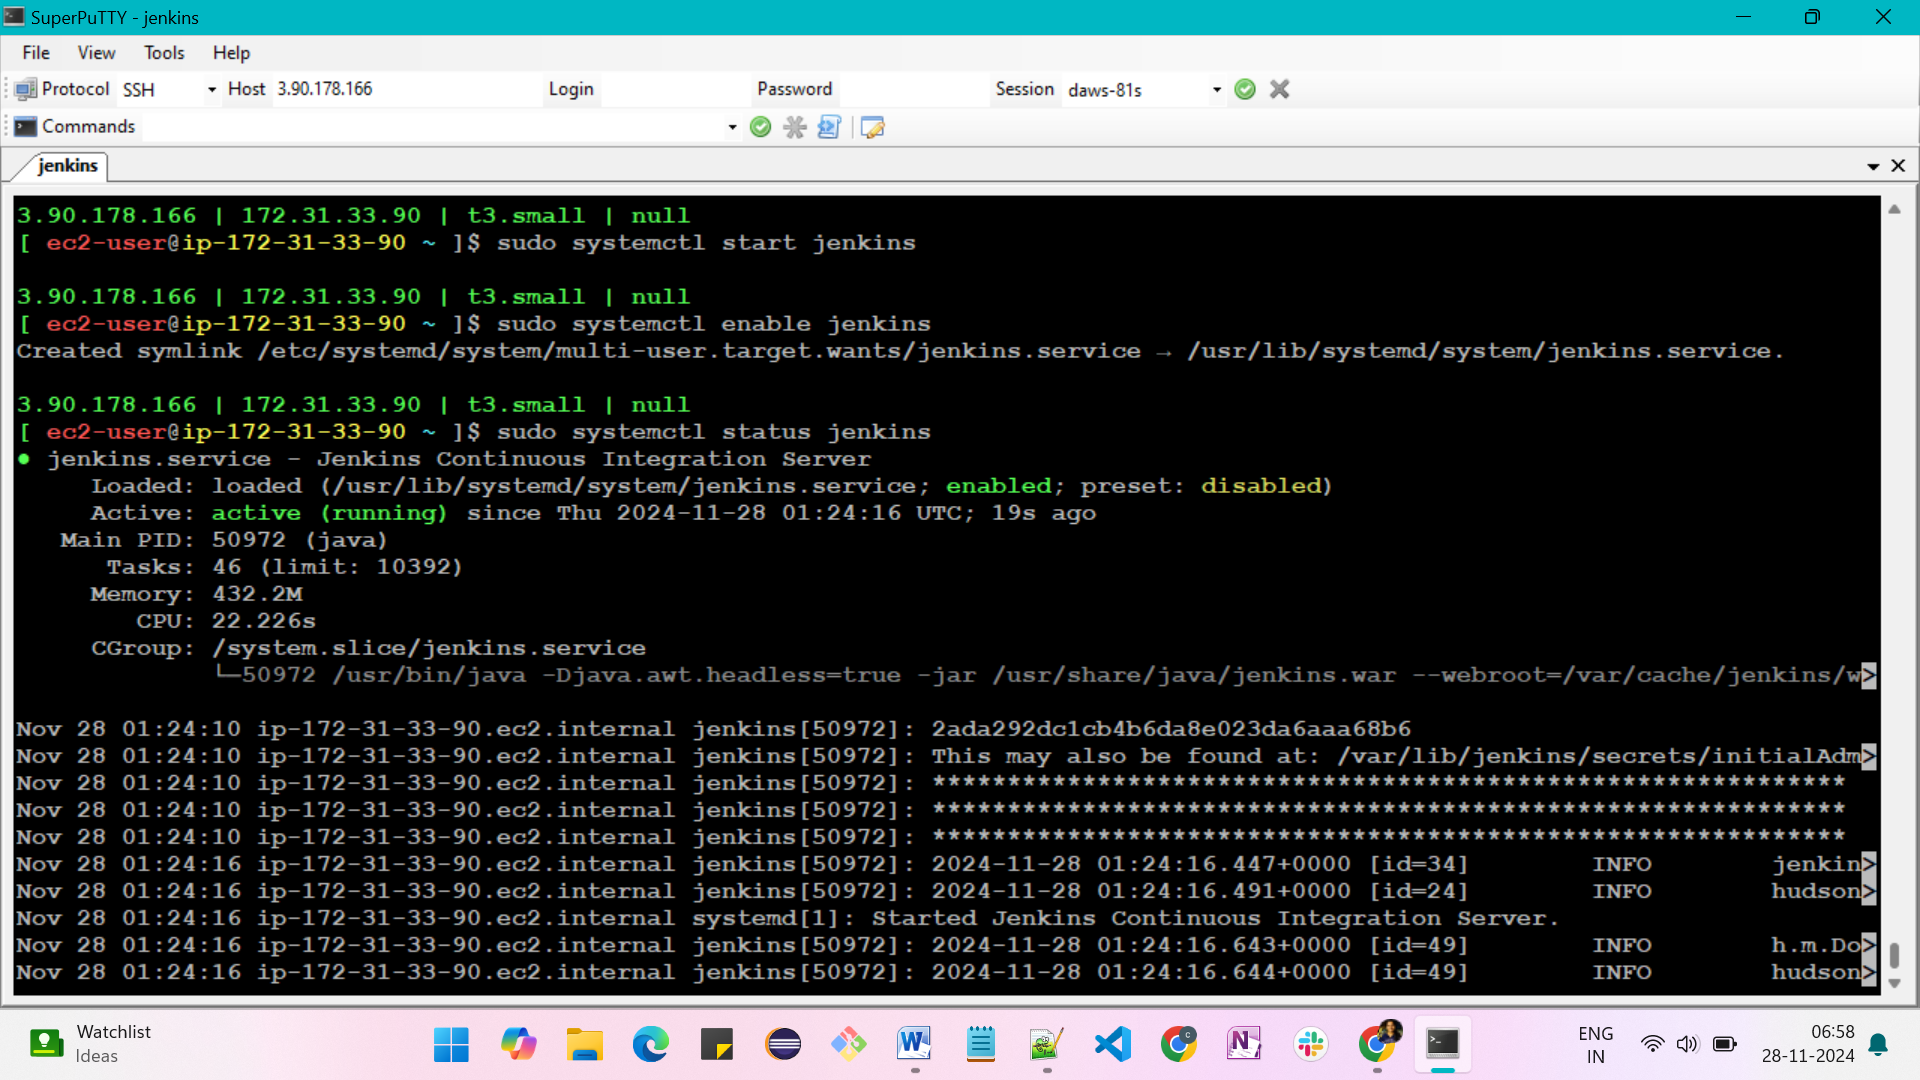 SuperPuTTY - jenkins
File View Tools Help
Protocol SSH Host 3.90.178.166 Login Password Session daws-81s
Commands
jenkins
3.90.178.166 | 172.31.33.90 | t3.small | null
[ ec2-user@ip-172-31-33-90 ~ ]$ sudo systemctl start jenkins
3.90.178.166 | 172.31.33.90 | t3.small | null
[ ec2-user@ip-172-31-33-90 ~ ]$ sudo systemctl enable jenkins
Created symlink /etc/systemd/system/multi-user.target.wants/jenkins.service → /usr/lib/systemd/system/jenkins.service.
3.90.178.166 | 172.31.33.90 | t3.small | null
[ ec2-user@ip-172-31-33-90 ~ ]$ sudo systemctl status jenkins
● jenkins.service - Jenkins Continuous Integration Server
Loaded: loaded (/usr/lib/systemd/system/jenkins.service; enabled; preset: disabled)
Active: active (running) since Thu 2024-11-28 01:24:16 UTC; 19s ago
Main PID: 50972 (java)
Tasks: 46 (limit: 10392)
Memory: 432.2M
CPU: 22.226s
CGroup: /system.slice/jenkins.service
└─50972 /usr/bin/java -Djava.awt.headless=true -jar /usr/share/java/jenkins.war --webroot=/var/cache/jenkins/w>
Nov 28 01:24:10 ip-172-31-33-90.ec2.internal jenkins[50972]: 2ada292dc1cb4b6da8e023da6aaa68b6
Nov 28 01:24:10 ip-172-31-33-90.ec2.internal jenkins[50972]: This may also be found at: /var/lib/jenkins/secrets/initialAdm>
Nov 28 01:24:10 ip-172-31-33-90.ec2.internal jenkins[50972]: *************************************************************
Nov 28 01:24:10 ip-172-31-33-90.ec2.internal jenkins[50972]: *************************************************************
Nov 28 01:24:10 ip-172-31-33-90.ec2.internal jenkins[50972]: *************************************************************
Nov 28 01:24:16 ip-172-31-33-90.ec2.internal jenkins[50972]: 2024-11-28 01:24:16.447+0000 [id=34] INFO jenkin>
Nov 28 01:24:16 ip-172-31-33-90.ec2.internal jenkins[50972]: 2024-11-28 01:24:16.491+0000 [id=24] INFO hudson>
Nov 28 01:24:16 ip-172-31-33-90.ec2.internal systemd[1]: Started Jenkins Continuous Integration Server.
Nov 28 01:24:16 ip-172-31-33-90.ec2.internal jenkins[50972]: 2024-11-28 01:24:16.643+0000 [id=49] INFO h.m.Do>
Nov 28 01:24:16 ip-172-31-33-90.ec2.internal jenkins[50972]: 2024-11-28 01:24:16.644+0000 [id=49] INFO hudson>
Watchlist
Ideas
ENG
IN
06:58
28-11-2024